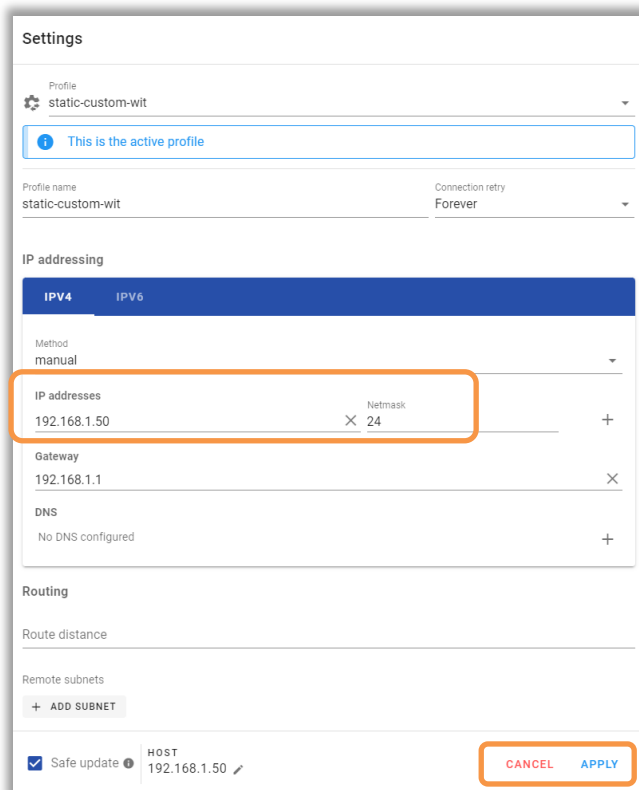 Settings
Profile
static-custom-wit
This is the active profile
Profile name
Connection retry
static-custom-wit
Forever
IP addressing
IPV4 IPV6
Method
manual
IP addresses
Netmask
192.168.1.50
24
Gateway
192.168.1.1
DNS
No DNS configured
Routing
Route distance
Remote subnets
+ ADD SUBNET
Safe update
HOST
192.168.1.50
CANCEL APPLY